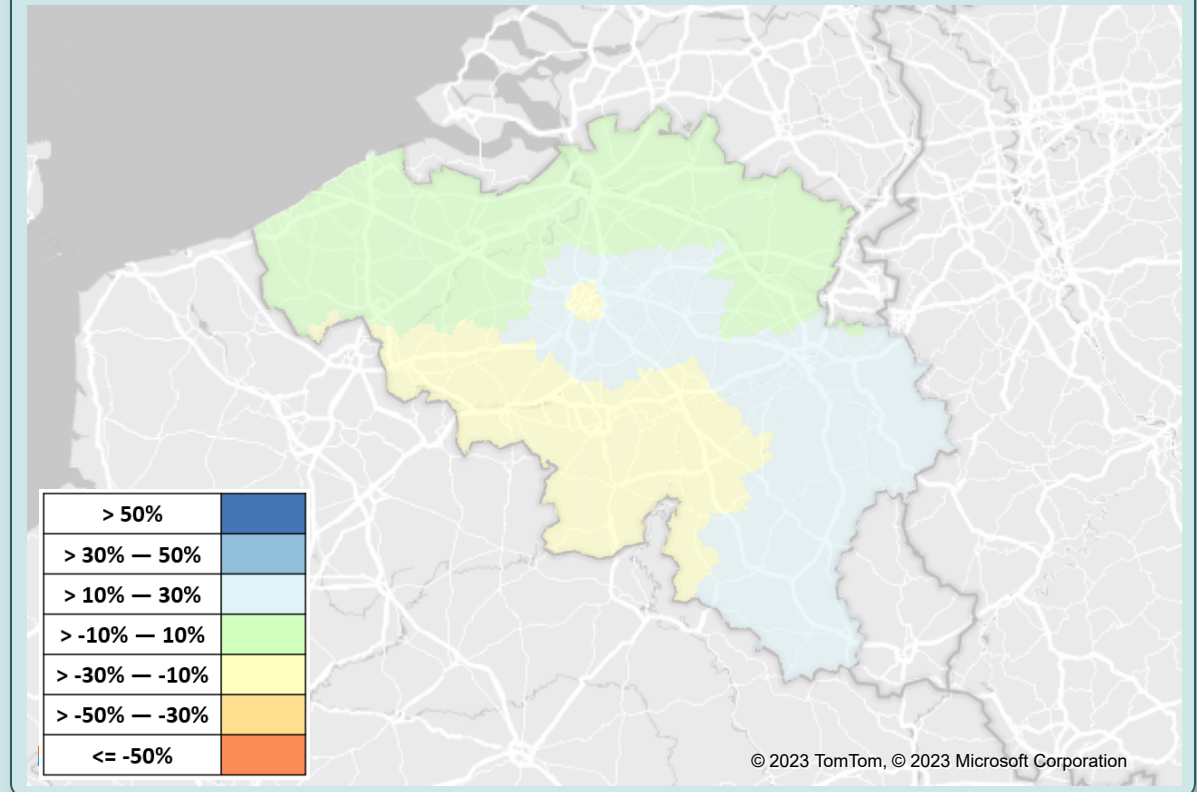 > 50%
> 30% — 50%
> 10% — 30%
> -10% — 10%
> -30% — -10%
> -50% — -30%
<= -50%
© 2023 TomTom, © 2023 Microsoft Corporation